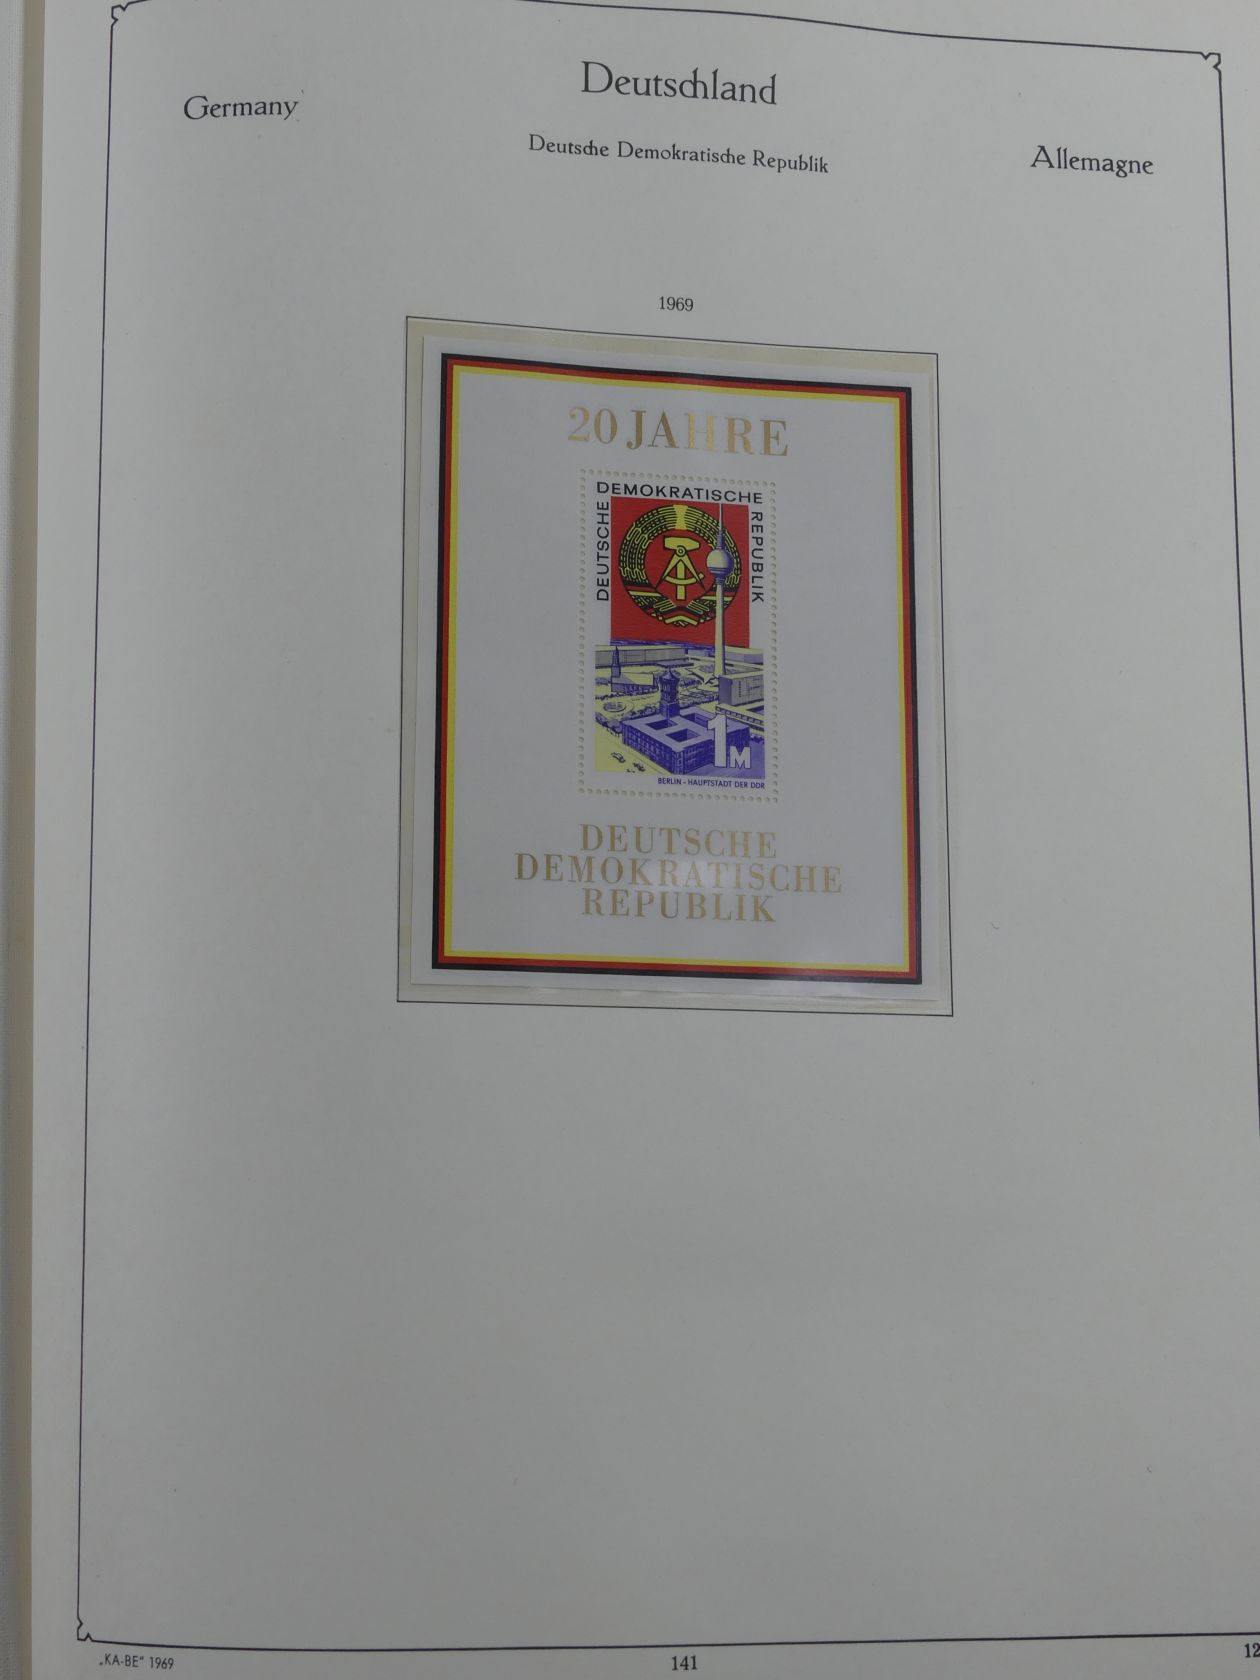 Deutschland
Germany
Deutsche Demokratische Republik
Allemagne
1969
20 JAHRE
DEUTSCHE DEMOKRATISCHE REPUBLIK
1M
BERLIN - HAUPTSTADT DER DDR
DEUTSCHE
DEMOKRATISCHE
REPUBLIK
„KA-BE" 1969
141
12